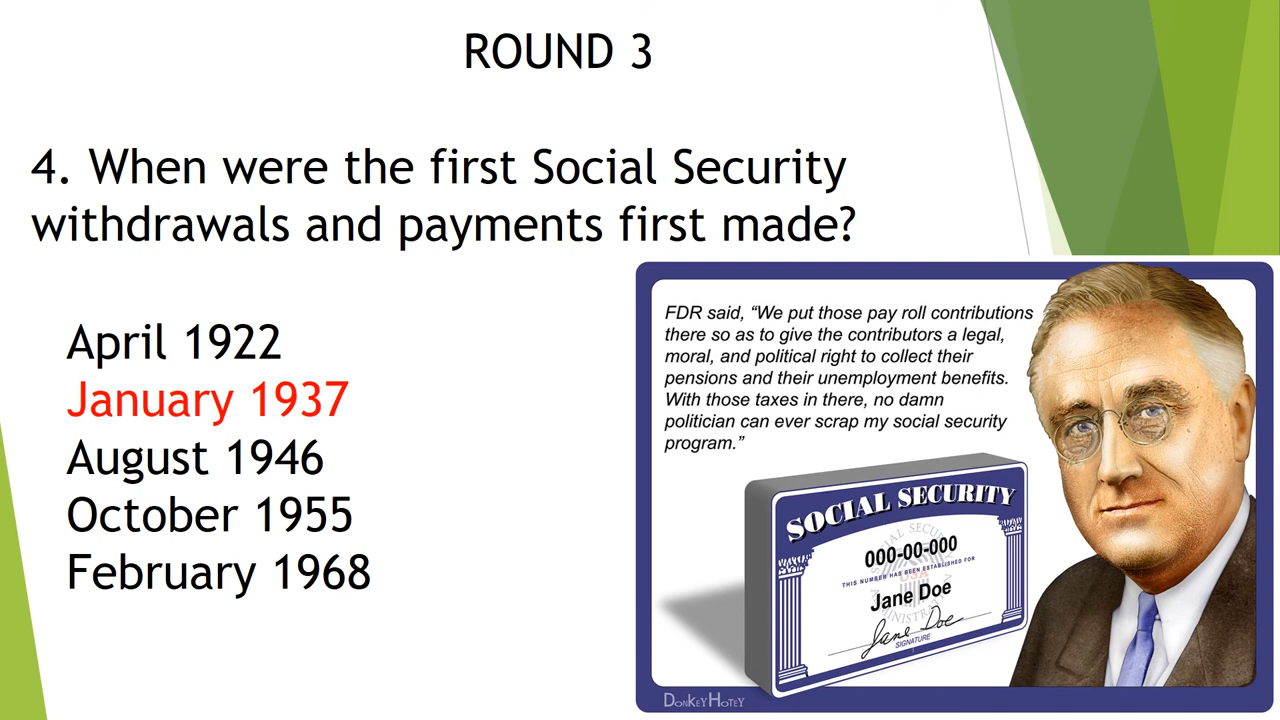 ROUND 3
4. When were the first Social Security
withdrawals and payments first made?
April 1922
January 1937
August 1946
October 1955
February 1968
FDR said, “We put those pay roll contributions
there so as to give the contributors a legal,
moral, and political right to collect their
pensions and their unemployment benefits.
With those taxes in there, no damn
politician can ever scrap my social security
program.”
SOCIAL SECURITY
000-00-000
THIS NUMBER HAS BEEN ESTABLISHED FOR
USA
Jane Doe
Jane Doe
SIGNATURE
DonkeyHotey